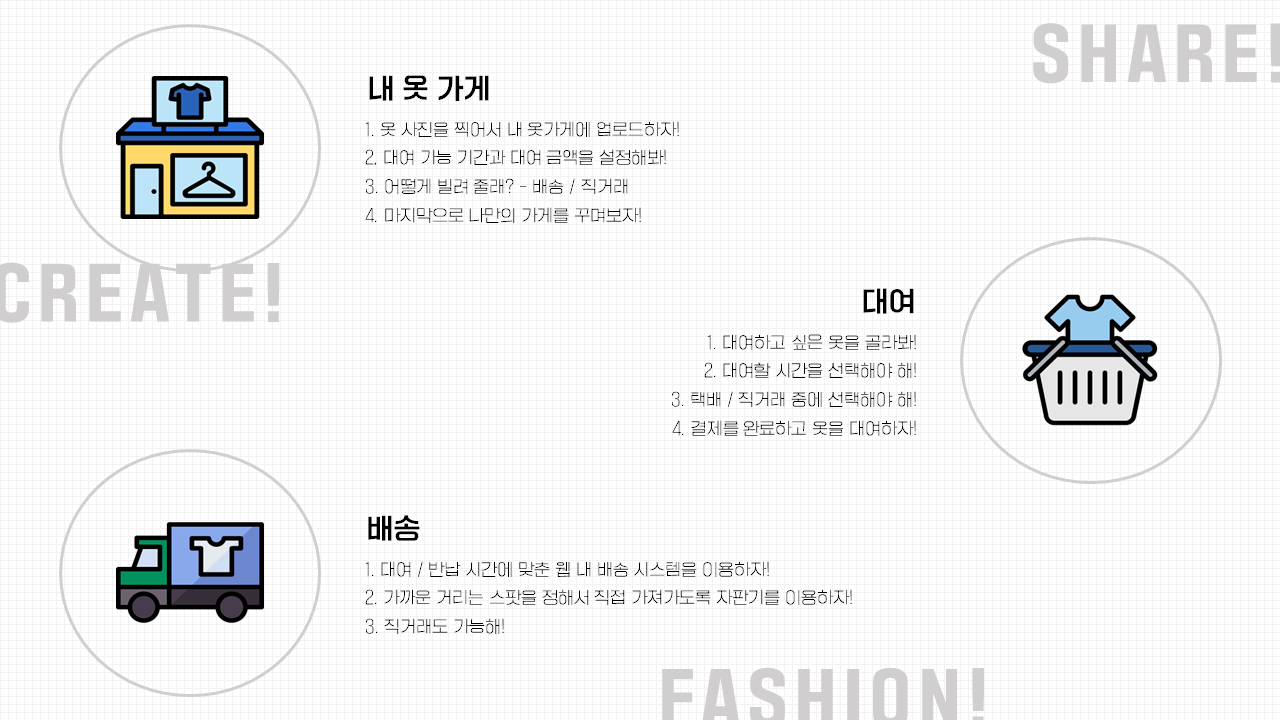 SHARE!
내 옷 가게
1. 옷 사진을 찍어서 내 옷가게에 업로드하자!
2. 대여 가능 기간과 대여 금액을 설정해봐!
3. 어떻게 빌려 줄래? - 배송 / 직거래
4. 마지막으로 나만의 가게를 꾸며보자!
CREATE!
대여
1. 대여하고 싶은 옷을 골라봐!
2. 대여할 시간을 선택해야 해!
3. 택배 / 직거래 중에 선택해야 해!
4. 결제를 완료하고 옷을 대여하자!
배송
1. 대여 / 반납 시간에 맞춘 웹 내 배송 시스템을 이용하자!
2. 가까운 거리는 스팟을 정해서 직접 가져가도록 자판기를 이용하자!
3. 직거래도 가능해!
FASHION!